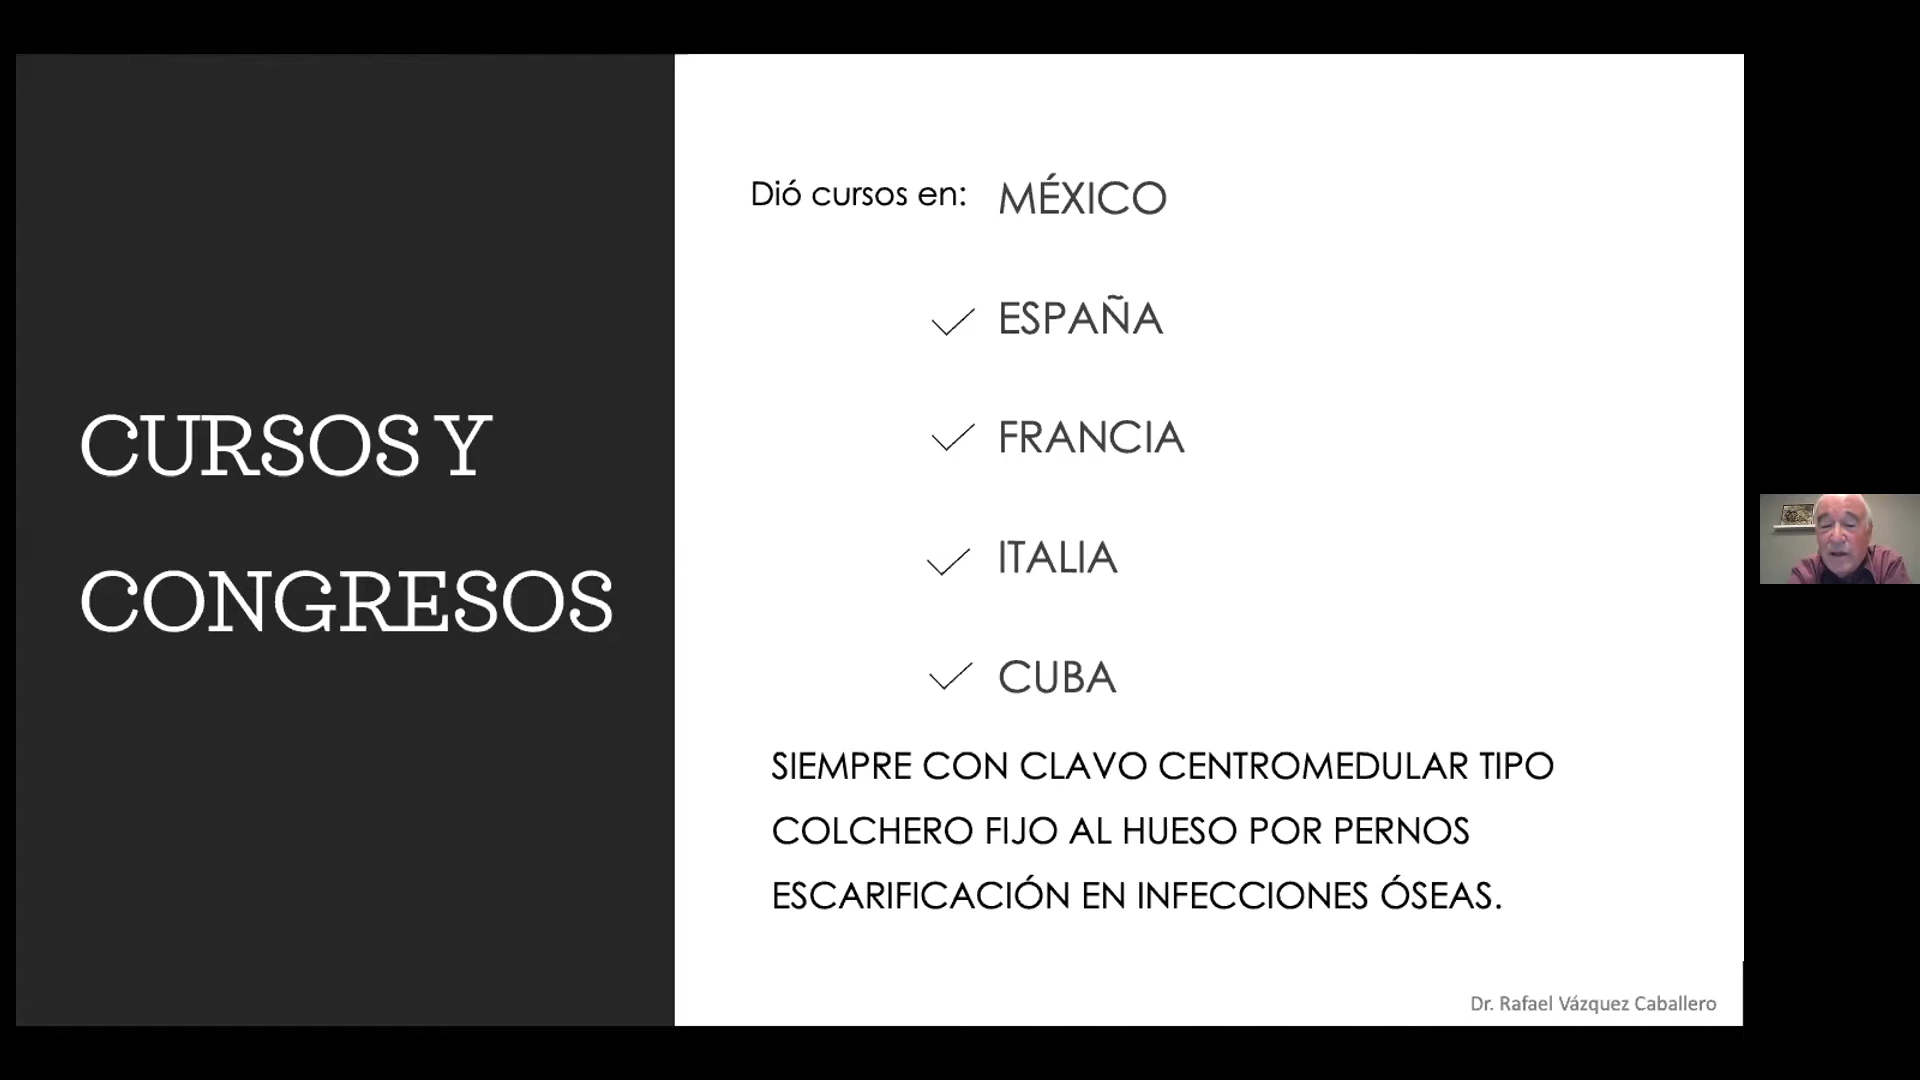 CURSOS Y
CONGRESOS
Dió cursos en: MÉXICO
ESPAÑA
FRANCIA
ITALIA
CUBA
SIEMPRE CON CLAVO CENTROMEDULAR TIPO
COLCHERO FIJO AL HUESO POR PERNOS
ESCARIFICACIÓN EN INFECCIONES ÓSEAS.
Dr. Rafael Vázquez Caballero